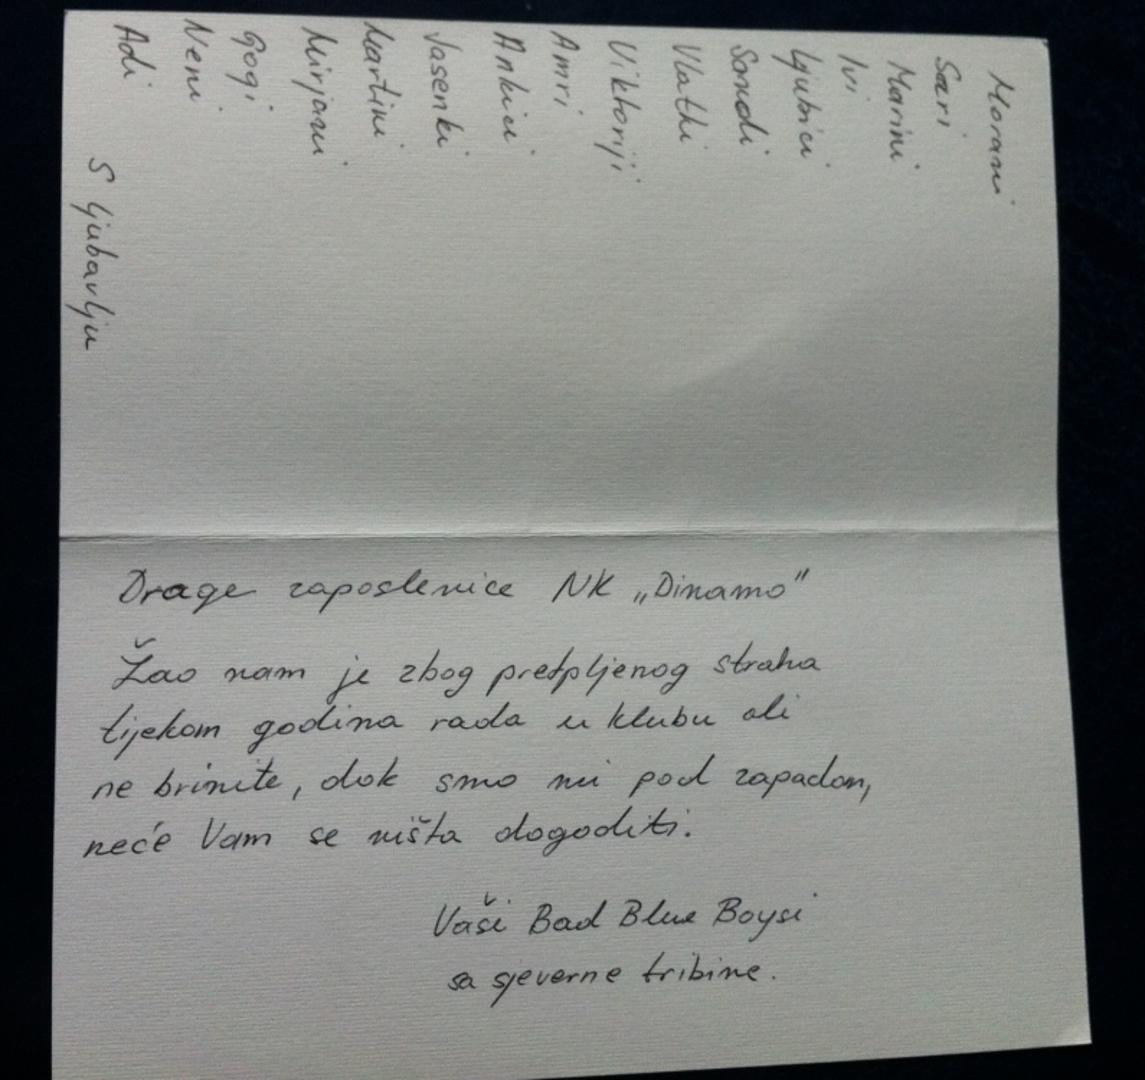 Morani
Sari
Marini
Ivi
Ljubici
Sandi
Vlatki
Viktoriji
Amri
Ankici
Jasenki
Martini
Mirjani
Gogi
Neni
Adi
S ljubavlju
Drage zaposlenice NK „Dinamo”
Žao nam je zbog pretpljenog straha
tijekom godina rada u klubu ali
ne brinite, dok smo mi pod zapadom,
neće Vam se ništa dogoditi.
Vaši Bad Blue Boysi
sa sjeverne tribine.